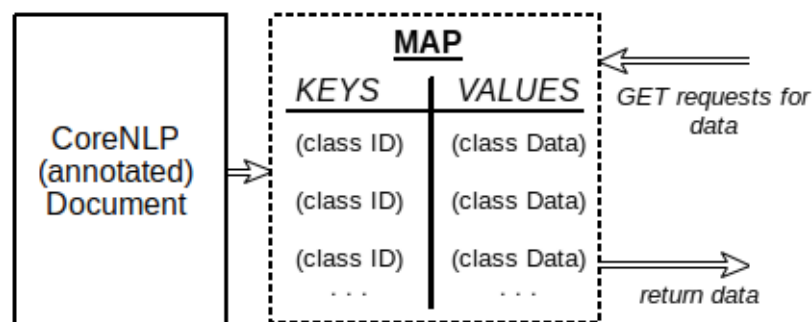 CoreNLP
(annotated)
Document
MAP
KEYS VALUES
(class ID) (class Data)
(class ID) (class Data)
(class ID) (class Data)
. . . . . .
GET requests for
data
return data